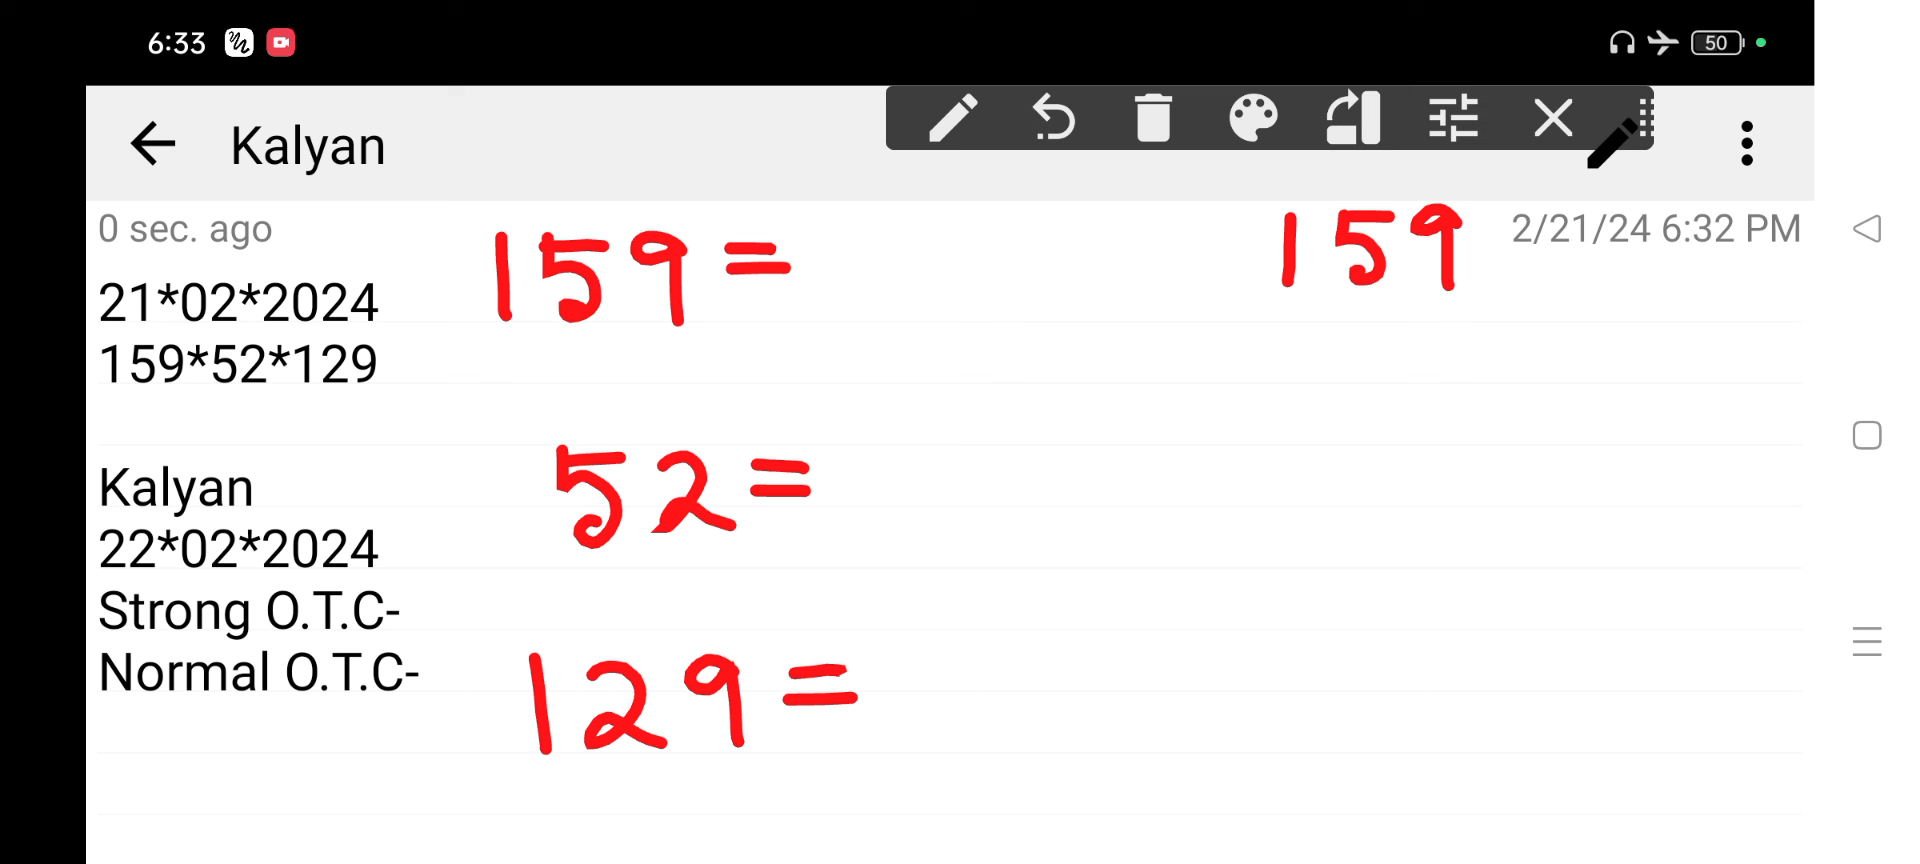 6:33
50
Kalyan
0 sec. ago
2/21/24 6:32 PM
159=
159
21*02*2024
159*52*129
52=
Kalyan
22*02*2024
Strong O.T.C-
Normal O.T.C-
129=